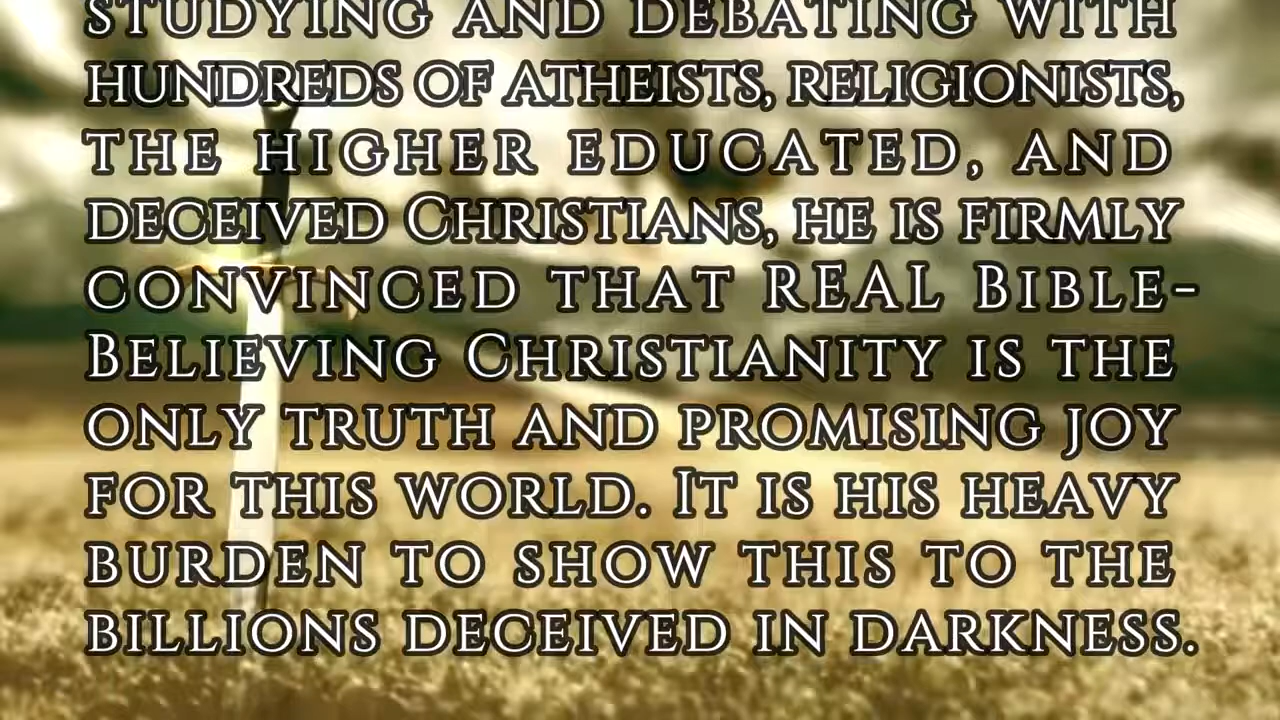 STUDYING AND DEBATING WITH
HUNDREDS OF ATHEISTS, RELIGIONISTS,
THE HIGHER EDUCATED, AND
DECEIVED CHRISTIANS, HE IS FIRMLY
CONVINCED THAT REAL BIBLE-
BELIEVING CHRISTIANITY IS THE
ONLY TRUTH AND PROMISING JOY
FOR THIS WORLD. IT IS HIS HEAVY
BURDEN TO SHOW THIS TO THE
BILLIONS DECEIVED IN DARKNESS.